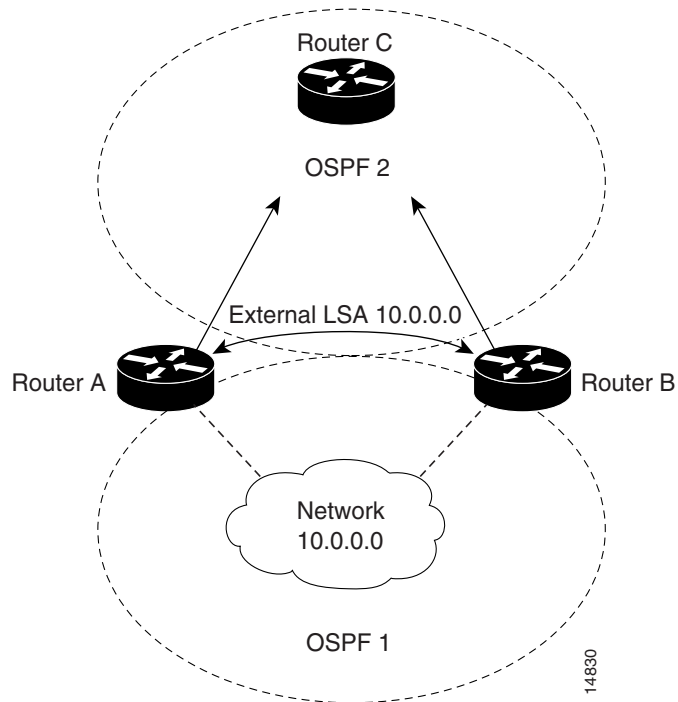 Router C
OSPF 2
External LSA 10.0.0.0
Router A
Router B
Network
10.0.0.0
OSPF 1
14830